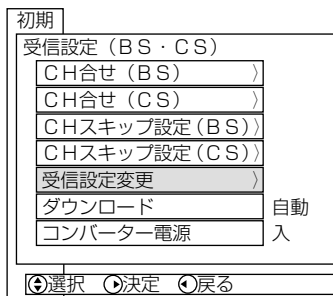 初期
受信設定（BS・CS）
CH合せ（BS） 〉
CH合せ（CS） 〉
CHスキップ設定（BS）〉
CHスキップ設定（CS）〉
受信設定変更 〉
ダウンロード 自動
コンバーター電源 入
選択 決定 戻る